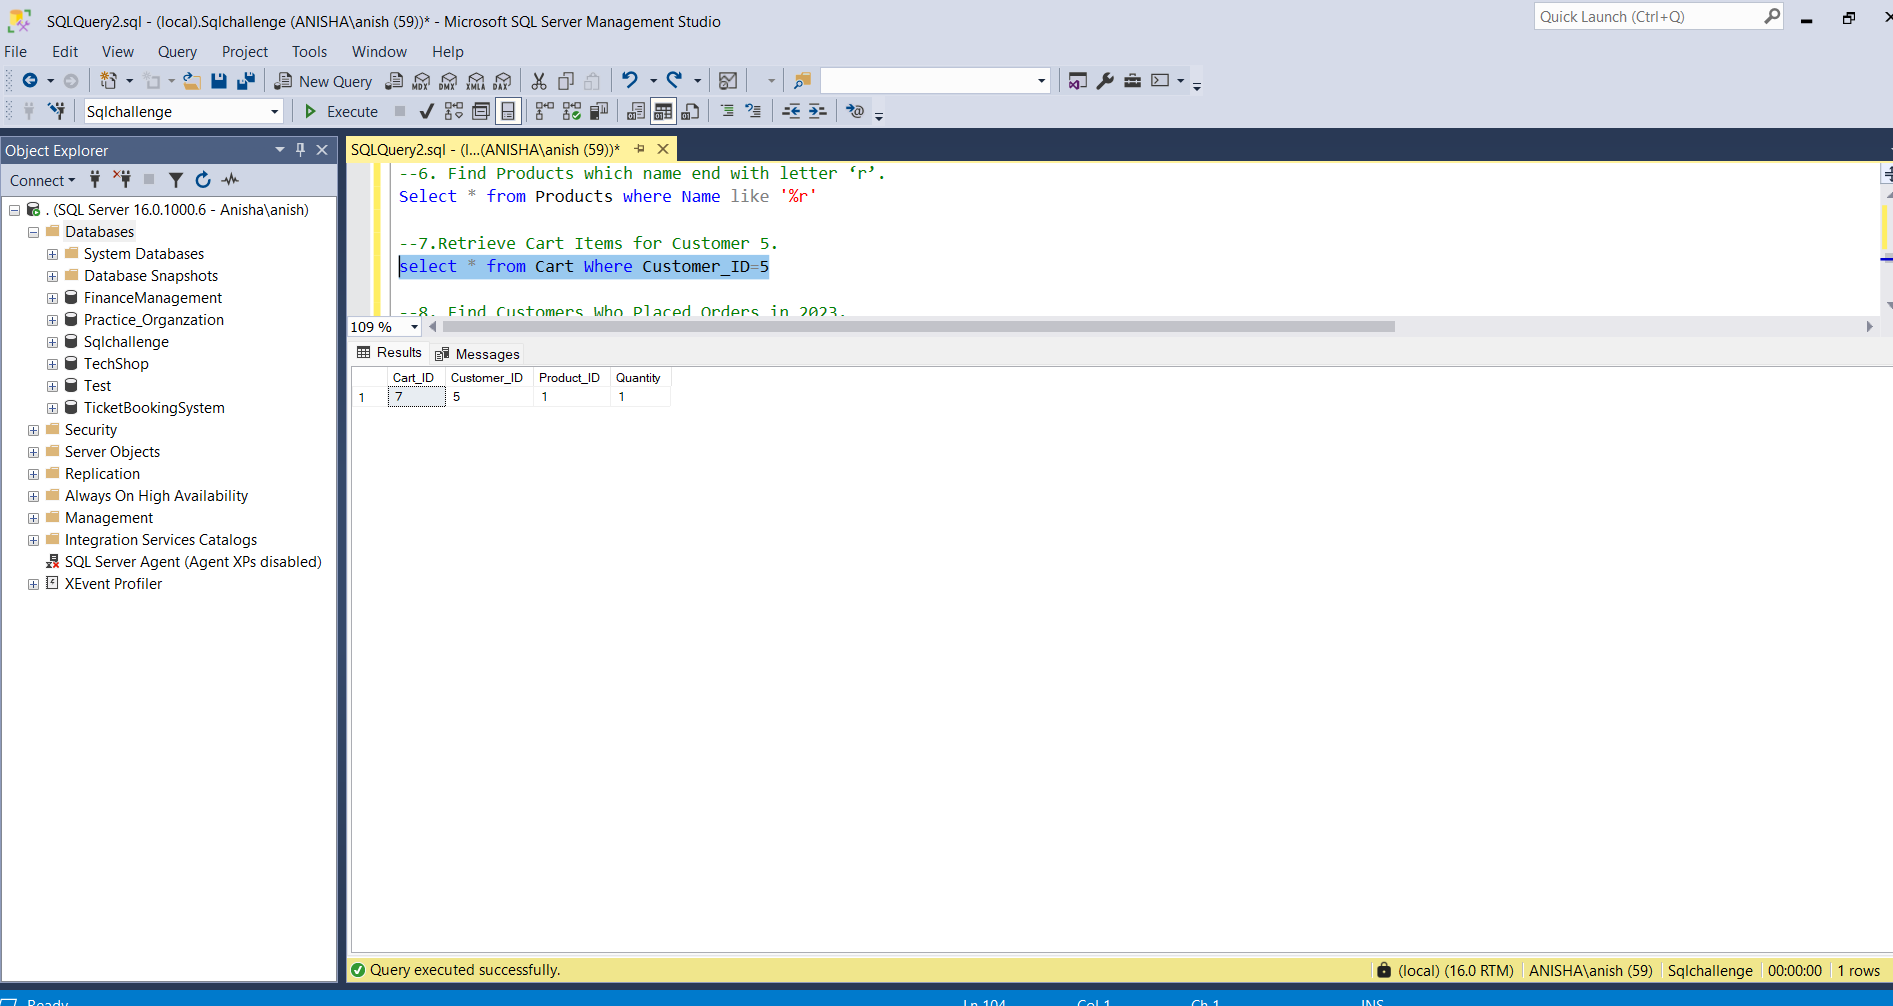 SQLQuery2.sql - (local).Sqlchallenge (ANISHA\anish (59))* - Microsoft SQL Server Management Studio
Quick Launch (Ctrl+Q)
File Edit View Query Project Tools Window Help
New Query
MDX DMX XMLA DAX
Sqlchallenge
Execute
Object Explorer
Connect
. (SQL Server 16.0.1000.6 - Anisha\anish)
Databases
System Databases
Database Snapshots
FinanceManagement
Practice_Organzation
Sqlchallenge
TechShop
Test
TicketBookingSystem
Security
Server Objects
Replication
Always On High Availability
Management
Integration Services Catalogs
SQL Server Agent (Agent XPs disabled)
XEvent Profiler
SQLQuery2.sql - (l...(ANISHA\anish (59))*
--6. Find Products which name end with letter ‘r’.
Select * from Products where Name like '%r'
--7.Retrieve Cart Items for Customer 5.
select * from Cart Where Customer_ID=5
--8. Find Customers Who Placed Orders in 2023.
109 %
Results Messages
Cart_ID Customer_ID Product_ID Quantity
1 7 5 1 1
Query executed successfully.
(local) (16.0 RTM) ANISHA\anish (59) Sqlchallenge 00:00:00 1 rows
Ready Ln 104 Col 1 Ch 1 INS